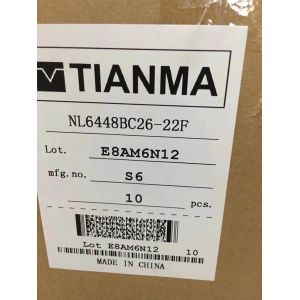 TIANMA
NL6448BC26-22F
Lot. E8AM6N12
mfg.no. S6
10 pcs.
Lot E8AM6N12 10
MADE IN CHINA